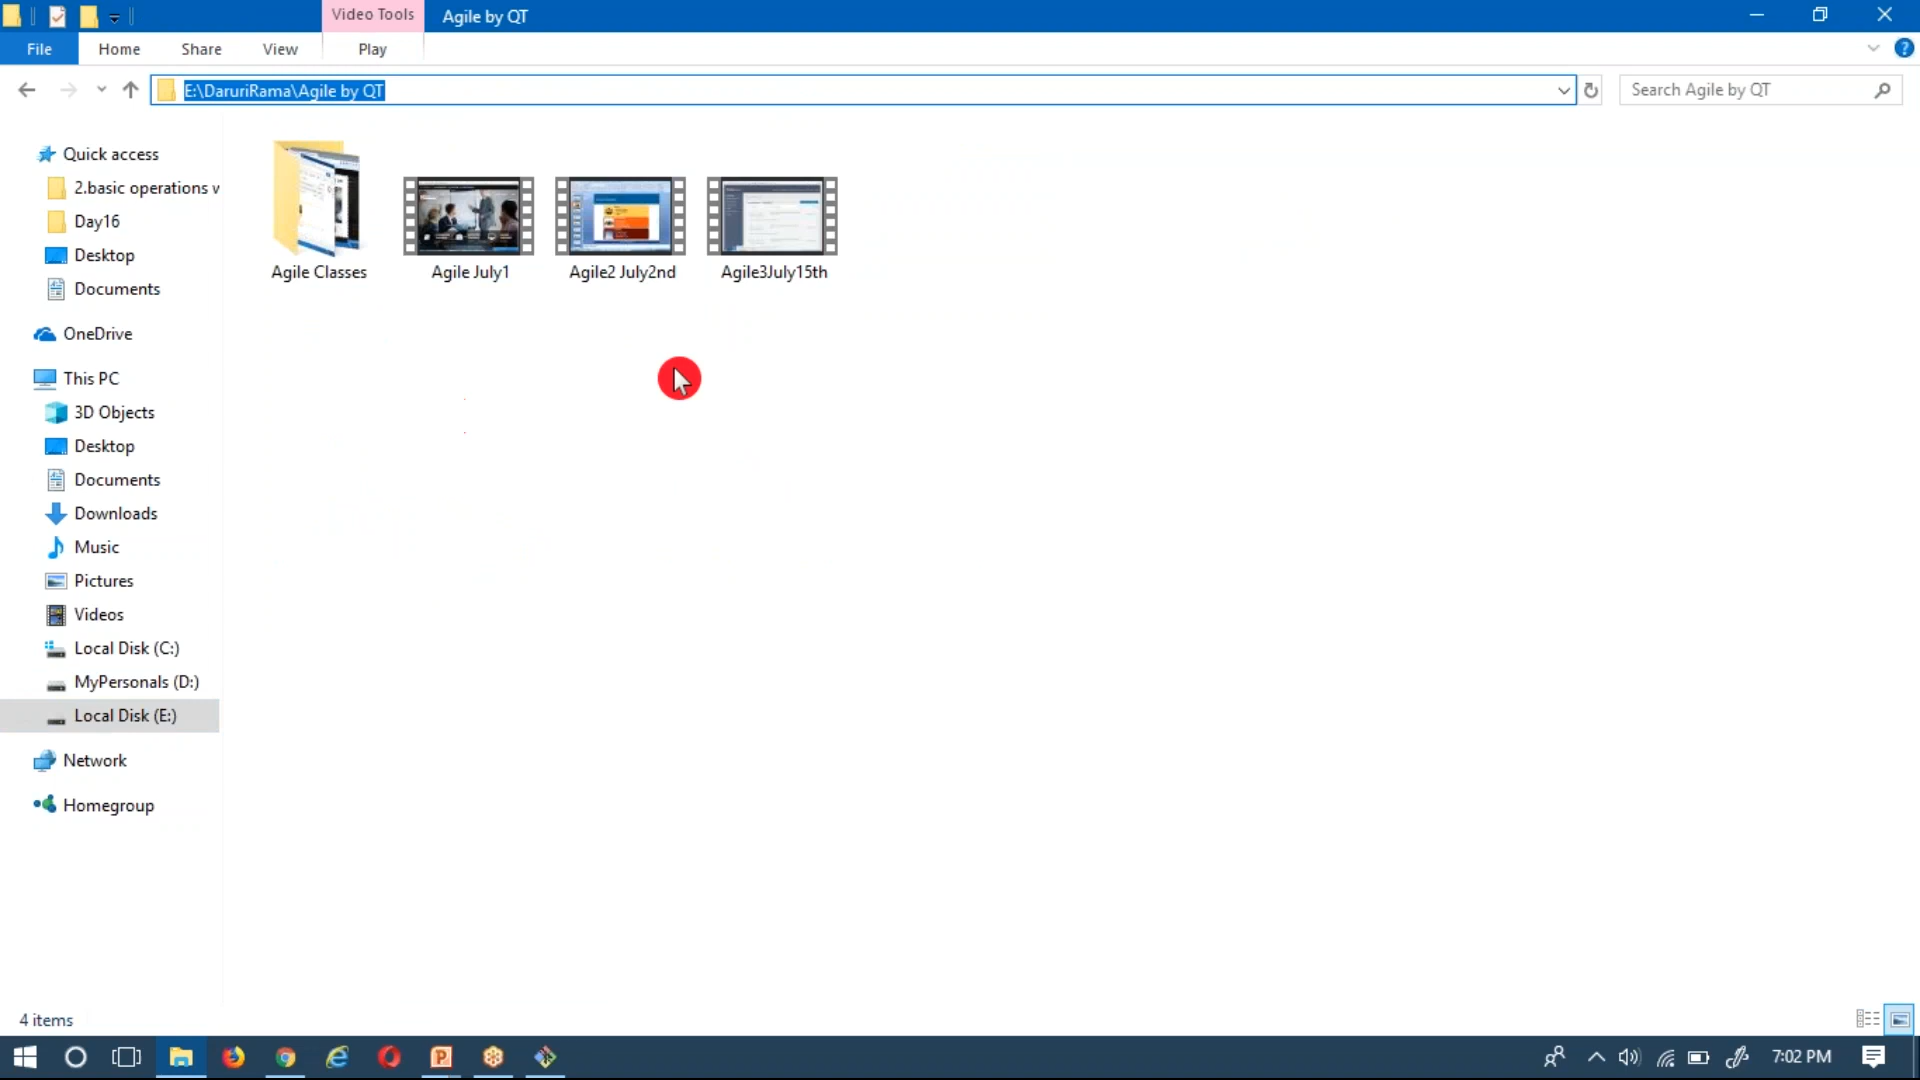 Video Tools
Agile by QT
File
Home
Share
View
Play
E:\DaruriRama\Agile by QT
Search Agile by QT
Quick access
2.basic operations w
Day16
Desktop
Documents
OneDrive
This PC
3D Objects
Desktop
Documents
Downloads
Music
Pictures
Videos
Local Disk (C:)
MyPersonals (D:)
Local Disk (E:)
Network
Homegroup
Agile Classes
Agile July1
Agile2 July2nd
Agile3July15th
4 items
7:02 PM